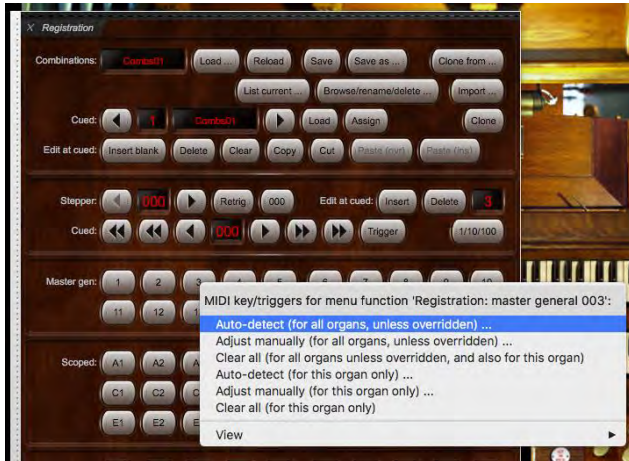 X Registration
Combinations: Combs01 Load ... Reload Save Save as ... Clone from ...
List current ... Browse/rename/delete ... Import ...
Cued: 1 Combs01 Load Assign Clone
Edit at cued: Insert blank Delete Clear Copy Cut Paste (ovr) Paste (ins)
Stepper: 000 Retrig 000 Edit at cued: Insert Delete 3
Cued: 000 Trigger 1/10/100
Master gen: 1 2 3 4 5 6 7 8 9 10
11 12
MIDI key/triggers for menu function 'Registration: master general 003':
Auto-detect (for all organs, unless overridden) ...
Adjust manually (for all organs, unless overridden) ...
Clear all (for all organs unless overridden, and also for this organ)
Auto-detect (for this organ only) ...
Adjust manually (for this organ only) ...
Clear all (for this organ only)
View
Scoped: A1 A2
C1 C2
E1 E2